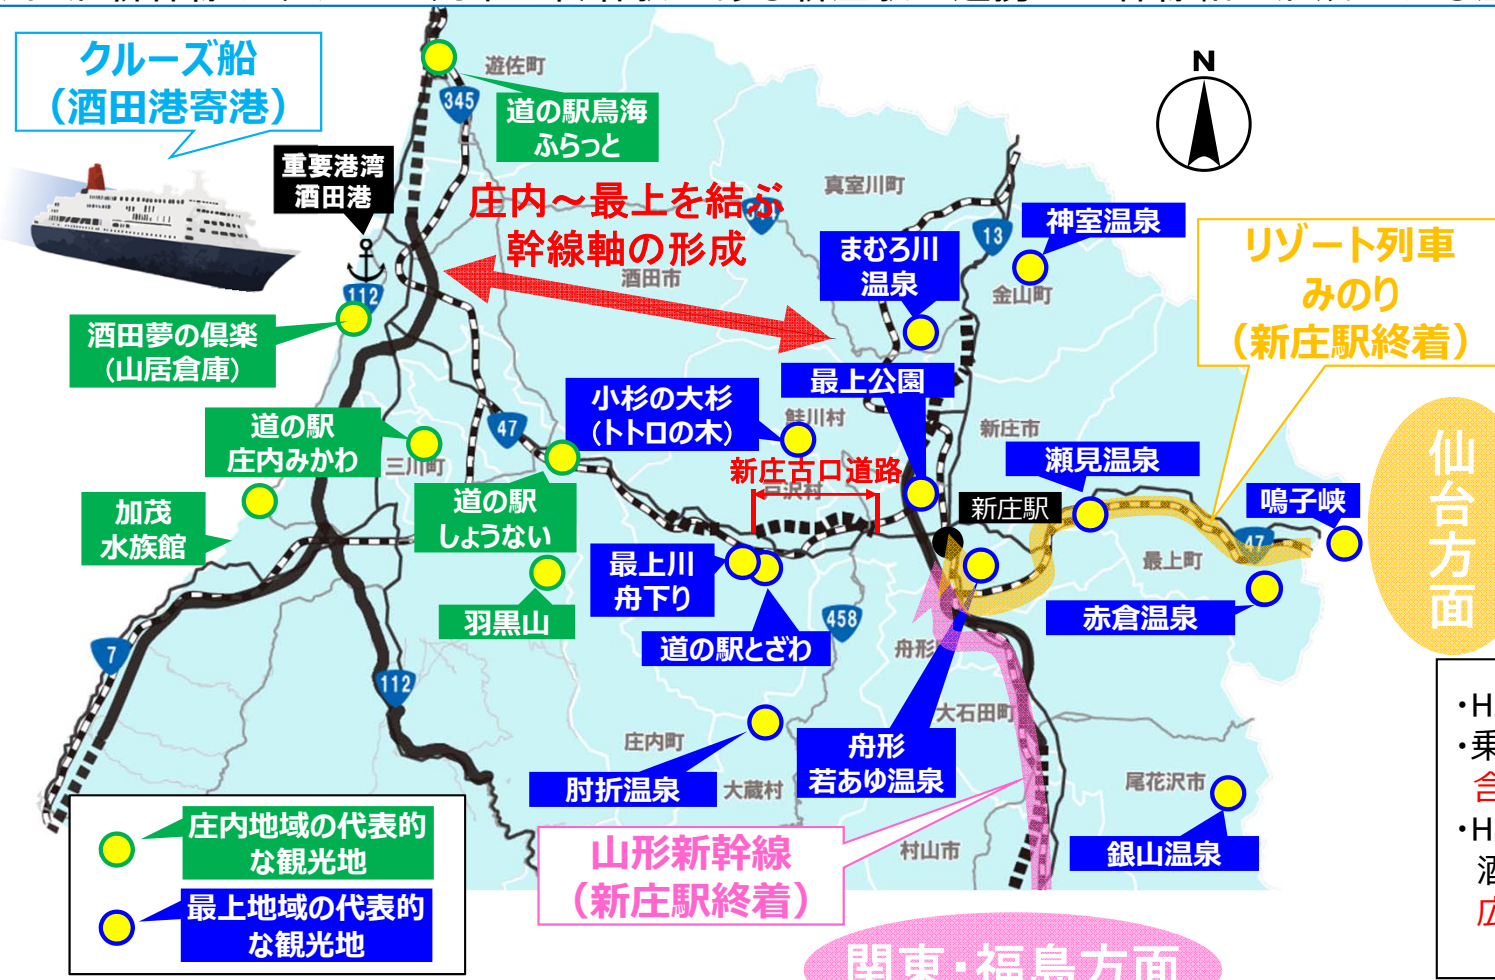 クルーズ船
（酒田港寄港）
遊佐町
345
道の駅鳥海
ふらっと
N
重要港湾
酒田港
庄内～最上を結ぶ
幹線軸の形成
真室川町
13
神室温泉
まむろ川
温泉
酒田市
金山町
リゾート列車
みのり
（新庄駅終着）
112
酒田夢の倶楽
（山居倉庫）
最上公園
小杉の大杉
（トトロの木）
鮭川村
新庄市
47
道の駅
庄内みかわ
三川町
新庄古口道路
戸沢村
瀬見温泉
仙台方面
加茂
水族館
道の駅
しょうない
新庄駅
鳴子峡
47
最上町
最上川
舟下り
羽黒山
458
赤倉温泉
道の駅とざわ
舟形
7
112
大石田町
庄内町
舟形
若あゆ温泉
肘折温泉
大蔵村
尾花沢市
庄内地域の代表的
な観光地
山形新幹線
（新庄駅終着）
村山市
銀山温泉
最上地域の代表的
な観光地
関東・福島方面
・H
・乗
合
・H
酒
広